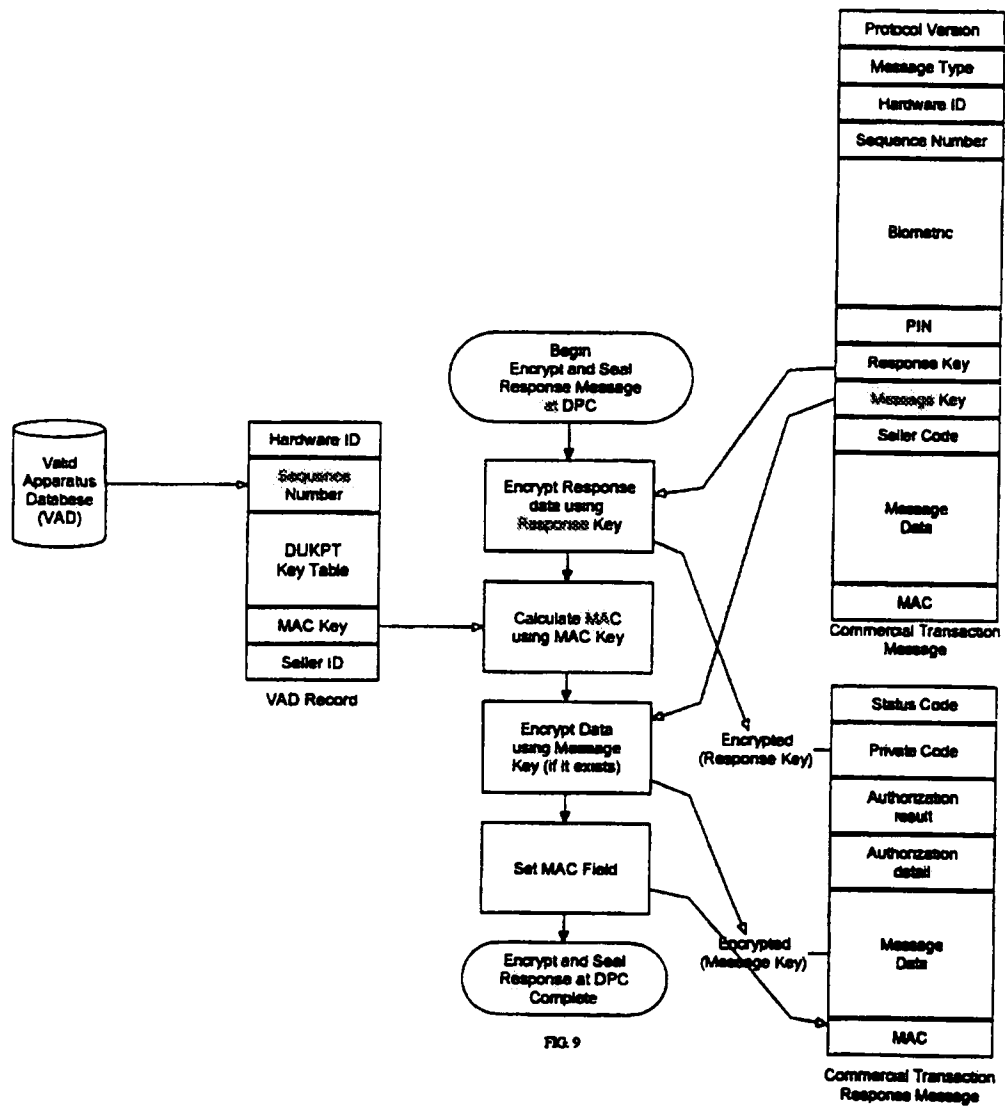 Protocol Version
Message Type
Hardware ID
Sequence Number
Biometric
PIN
Response Key
Message Key
Seller Code
Message
Data
MAC
Commercial Transaction
Message
Begin
Encrypt and Seal
Response Message
at DPC
Valid
Apparatus
Database
(VAD)
Hardware ID
Sequence
Number
DUKPT
Key Table
MAC Key
Seller ID
VAD Record
Encrypt Response
data using
Response Key
Calculate MAC
using MAC Key
Encrypt Data
using Message
Key (if it exists)
Set MAC Field
Encrypt and Seal
Response at DPC
Complete
Encrypted
(Response Key)
Encrypted
(Message Key)
Status Code
Private Code
Authorization
result
Authorization
detail
Message
Data
MAC
Commercial Transaction
Response Message
FIG. 9